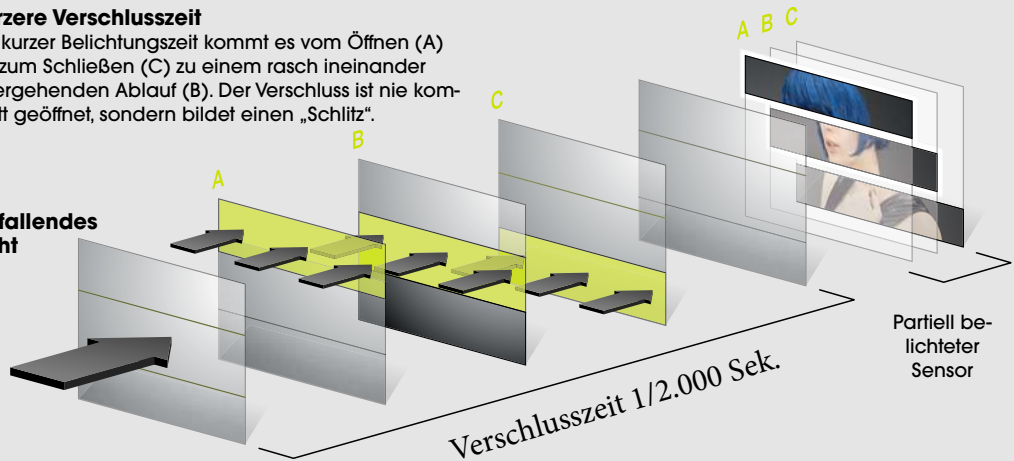 rzere Verschlusszeit
kurzer Belichtungszeit kommt es vom Öffnen (A)
zum Schließen (C) zu einem rasch ineinander
ergehenden Ablauf (B). Der Verschluss ist nie kom-
tt geöffnet, sondern bildet einen „Schlitz“.
fallendes
ht
A
B
C
A B C
Verschlusszeit 1/2.000 Sek.
Partiell be-
lichteter
Sensor